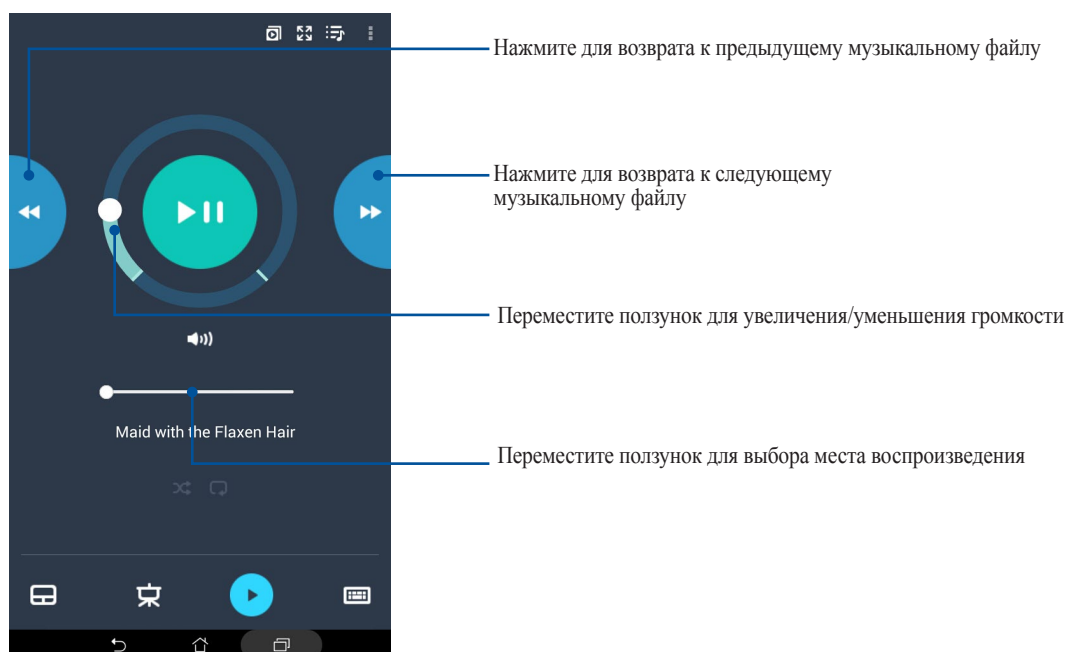 Нажмите для возврата к предыдущему музыкальному файлу
Нажмите для возврата к следующему
музыкальному файлу
Переместите ползунок для увеличения/уменьшения громкости
Maid with the Flaxen Hair
Переместите ползунок для выбора места воспроизведения